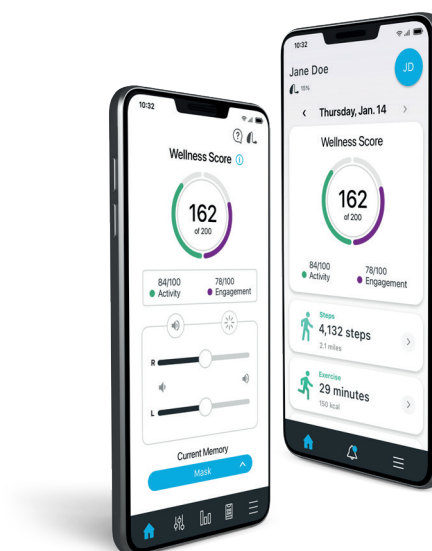 10:32
Wellness Score
162
of 200
84/100
Activity
78/100
Engagement
R
L
Current Memory
Mask
10:32
Jane Doe
JD
15%
Thursday, Jan. 14
Wellness Score
162
of 200
84/100
Activity
78/100
Engagement
Steps
4,132 steps
2.1 miles
Exercise
29 minutes
150 kcal